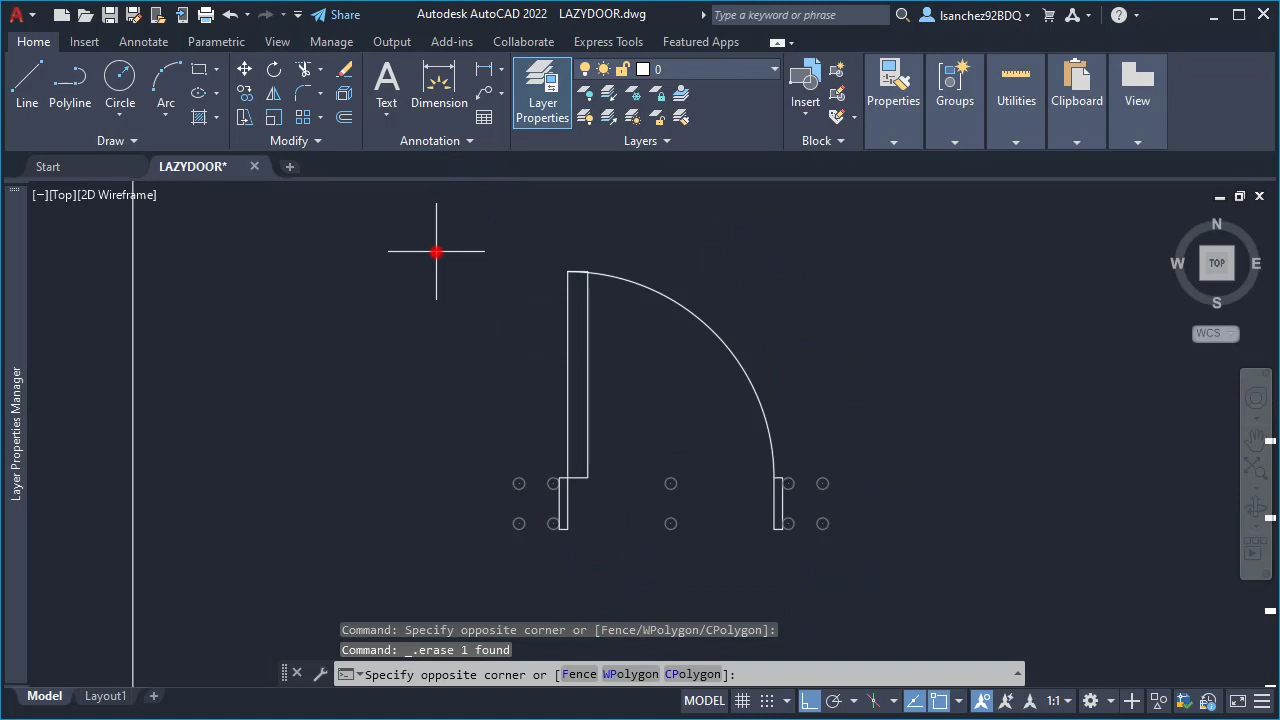 Share
Autodesk AutoCAD 2022 LAZYDOOR.dwg
Type a keyword or phrase
lsanchez92BDQ
Home Insert Annotate Parametric View Manage Output Add-ins Collaborate Express Tools Featured Apps
0
Line Polyline Circle Arc
Text Dimension
Layer Properties
Insert
Properties Groups Utilities Clipboard View
Draw Modify Annotation Layers Block
Start LAZYDOOR*
[−][Top][2D Wireframe]
N
W TOP E
S
WCS
Layer Properties Manager
Command: Specify opposite corner or [Fence/WPolygon/CPolygon]:
Command: _.erase 1 found
Specify opposite corner or [Fence WPolygon CPolygon]:
Model Layout1
MODEL 1:1